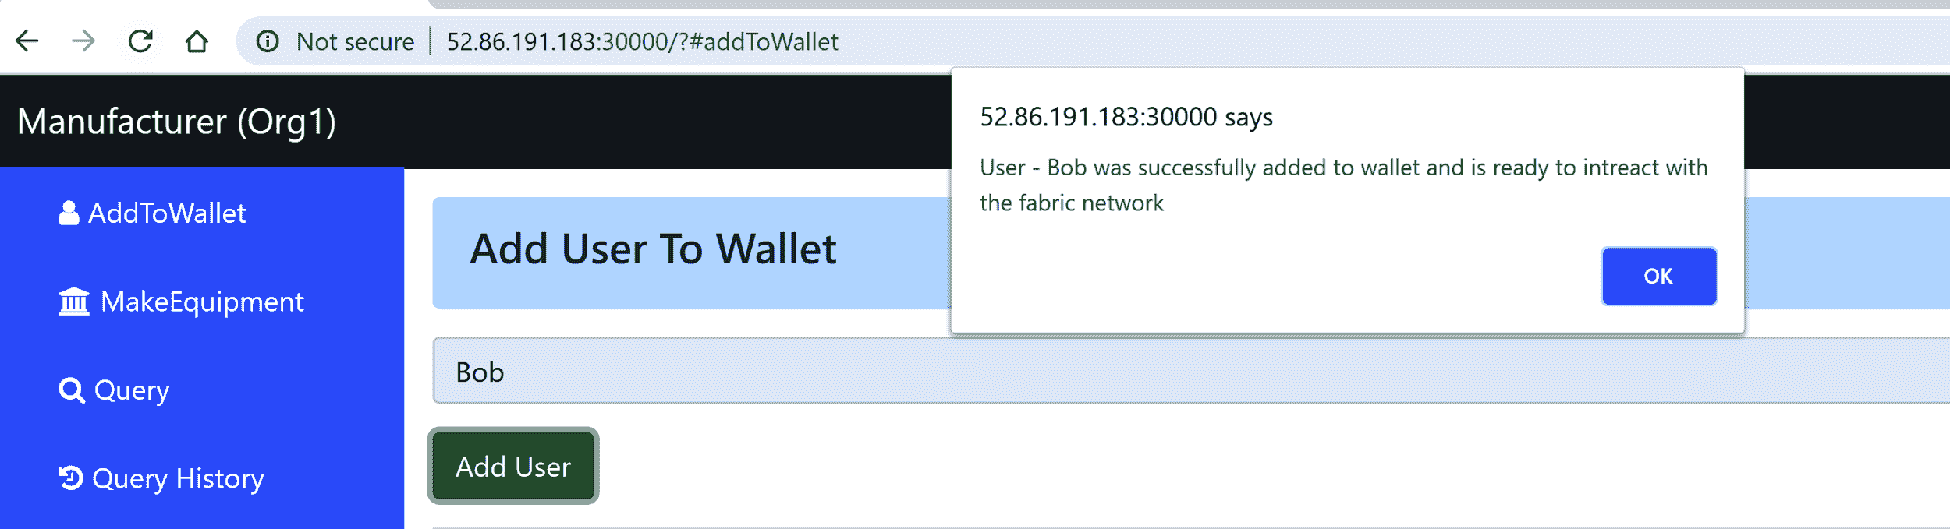 Not secure 52.86.191.183:30000/?#addToWallet
Manufacturer (Org1)
52.86.191.183:30000 says
User - Bob was successfully added to wallet and is ready to intreact with
the fabric network
OK
AddToWallet
MakeEquipment
Query
Query History
Add User To Wallet
Bob
Add User